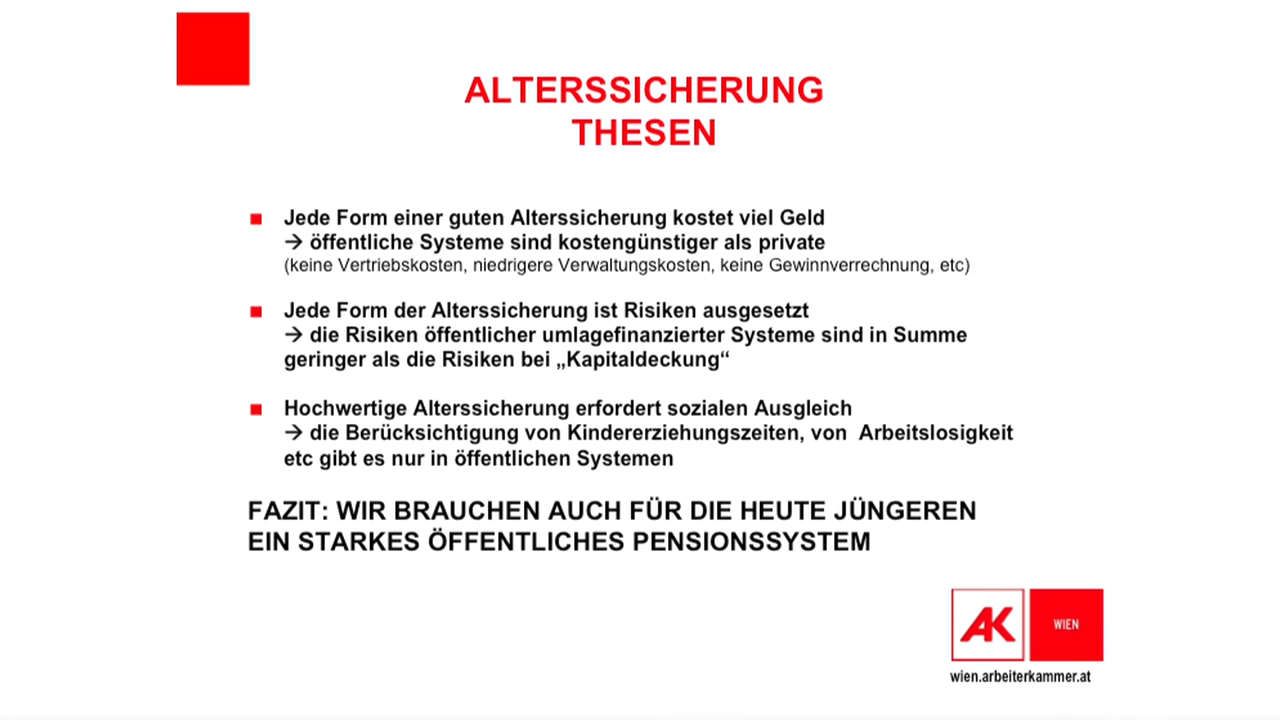 ALTERSSICHERUNG
THESEN
Jede Form einer guten Alterssicherung kostet viel Geld
→ öffentliche Systeme sind kostengünstiger als private
(keine Vertriebskosten, niedrigere Verwaltungskosten, keine Gewinnverrechnung, etc)
Jede Form der Alterssicherung ist Risiken ausgesetzt
→ die Risiken öffentlicher umlagefinanzierter Systeme sind in Summe
geringer als die Risiken bei „Kapitaldeckung“
Hochwertige Alterssicherung erfordert sozialen Ausgleich
→ die Berücksichtigung von Kindererziehungszeiten, von  Arbeitslosigkeit
etc gibt es nur in öffentlichen Systemen
FAZIT: WIR BRAUCHEN AUCH FÜR DIE HEUTE JÜNGEREN
EIN STARKES ÖFFENTLICHES PENSIONSSYSTEM
AK WIEN
wien.arbeiterkammer.at